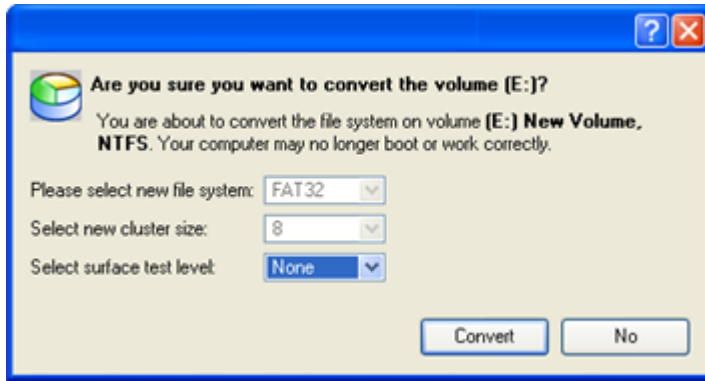 Are you sure you want to convert the volume (E:)?
You are about to convert the file system on volume (E:) New Volume,
NTFS. Your computer may no longer boot or work correctly.
Please select new file system: FAT32
Select new cluster size: 8
Select surface test level: None
Convert No